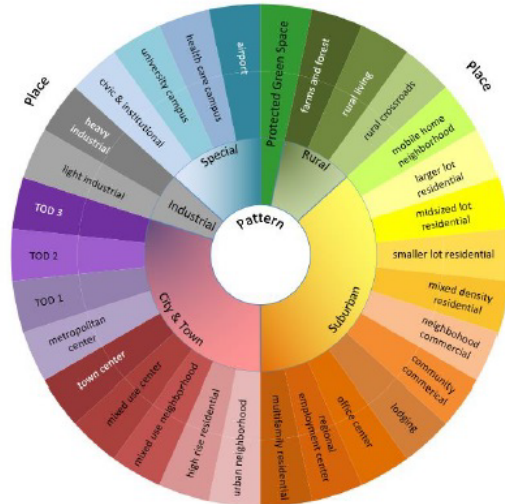 Place
Place
Pattern
Special
Protected Green Space
Rural
Suburban
City & Town
Industrial
airport
farms and forest
rural living
rural crossroads
mobile home
neighborhood
larger lot
residential
midsized lot
residential
smaller lot residential
mixed density
residential
neighbohood
commercial
community
commerical
lodging
office center
regional
employment center
multifamily residential
urban neighborhood
high rise residential
mixed use neighborhood
mixed use center
town center
metropolitan
center
TOD 1
TOD 2
TOD 3
light industrial
heavy
industrial
civic & institutional
university campus
health care campus